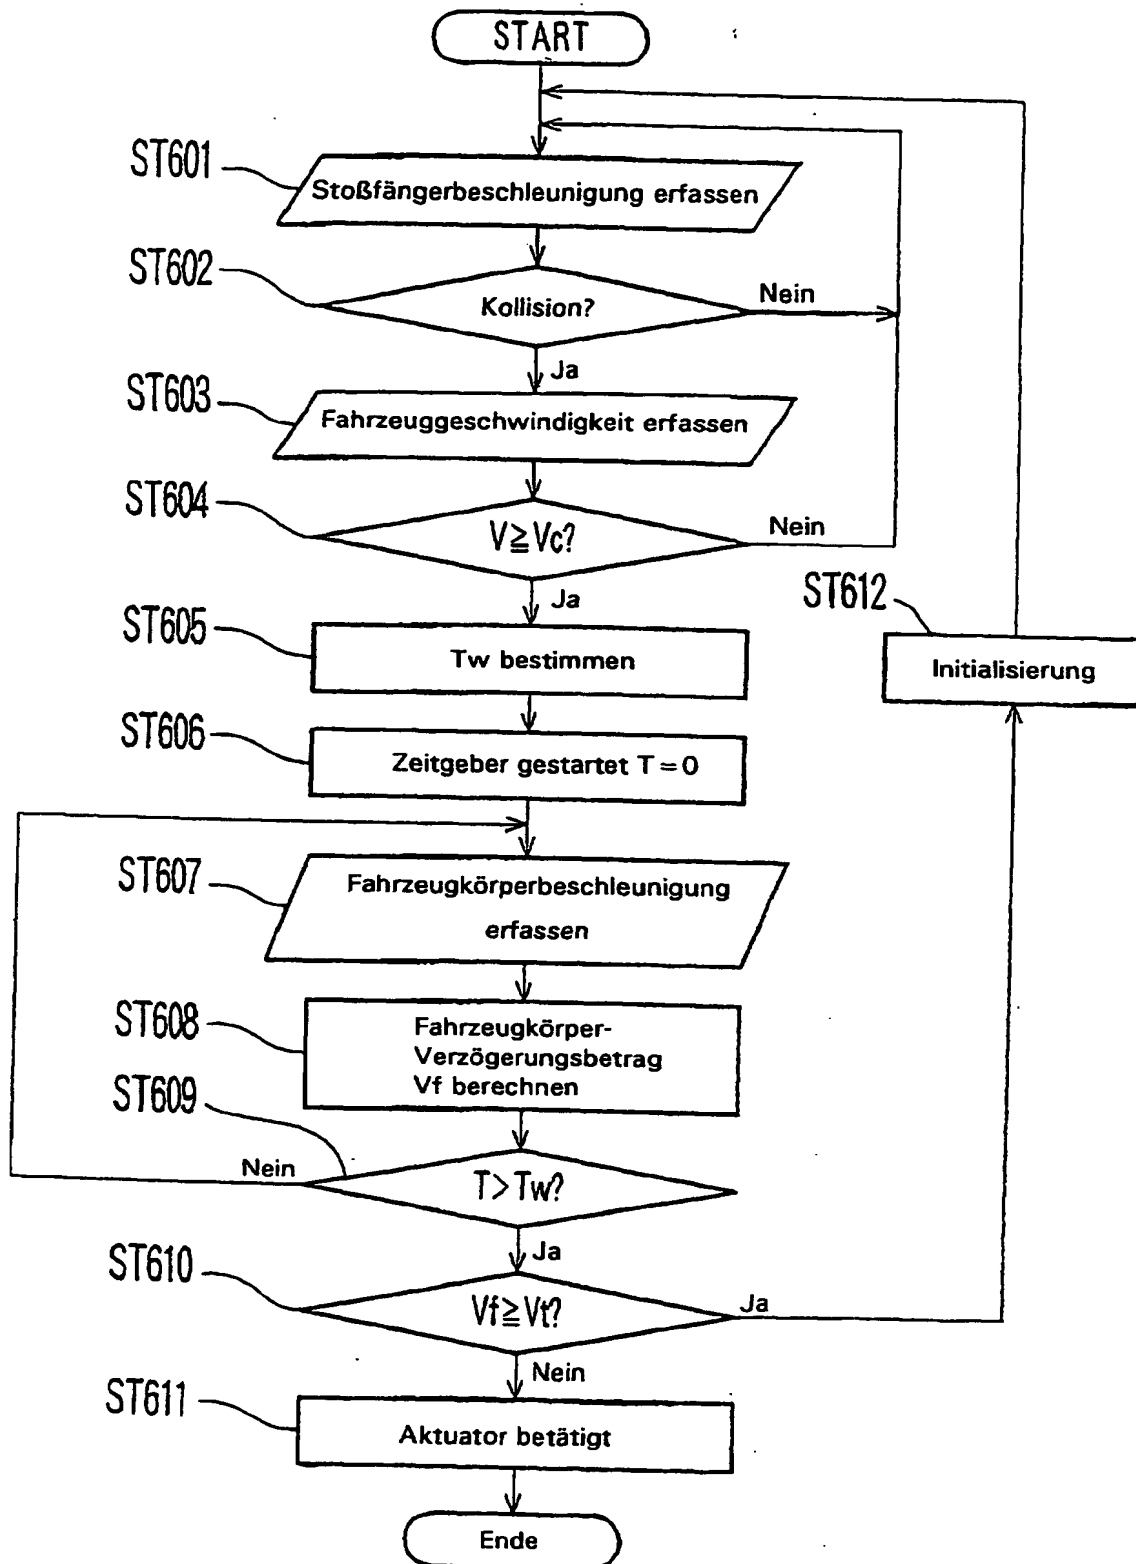 START
ST601
Stoßfängerbeschleunigung erfassen
ST602
Kollision?
Nein
Ja
ST603
Fahrzeuggeschwindigkeit erfassen
ST604
V≧Vc?
Nein
Ja
ST605
Tw bestimmen
ST612
Initialisierung
ST606
Zeitgeber gestartet T=0
ST607
Fahrzeugkörperbeschleunigung
erfassen
ST608
Fahrzeugkörper-
Verzögerungsbetrag
Vf berechnen
ST609
Nein
T>Tw?
Ja
ST610
Vf≧Vt?
Ja
Nein
ST611
Aktuator betätigt
Ende